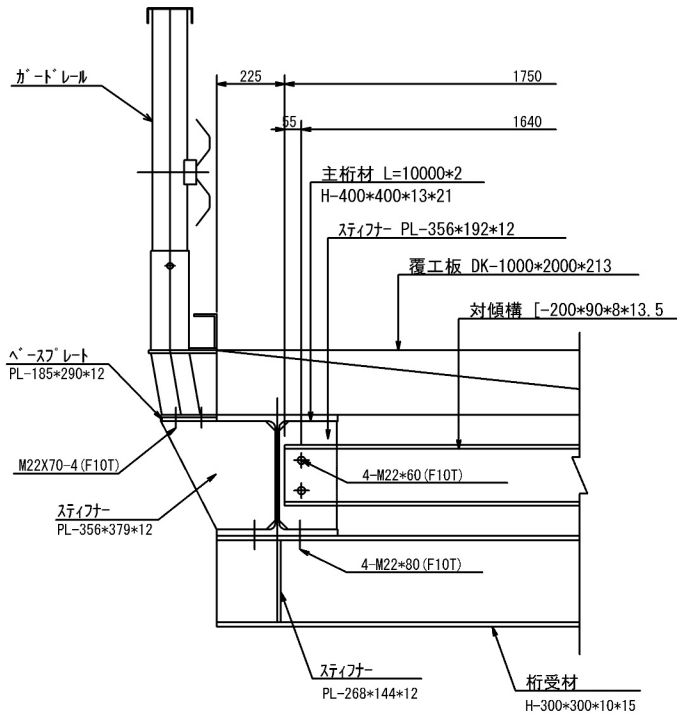 ガードレール
225
1750
55
1640
主桁材 L=10000*2
H-400*400*13*21
スティフナー PL-356*192*12
覆工板 DK-1000*2000*213
対傾構 [-200*90*8*13.5
ベースプレート
PL-185*290*12
M22X70-4(F10T)
4-M22*60(F10T)
スティフナー
PL-356*379*12
4-M22*80(F10T)
スティフナー
PL-268*144*12
桁受材
H-300*300*10*15